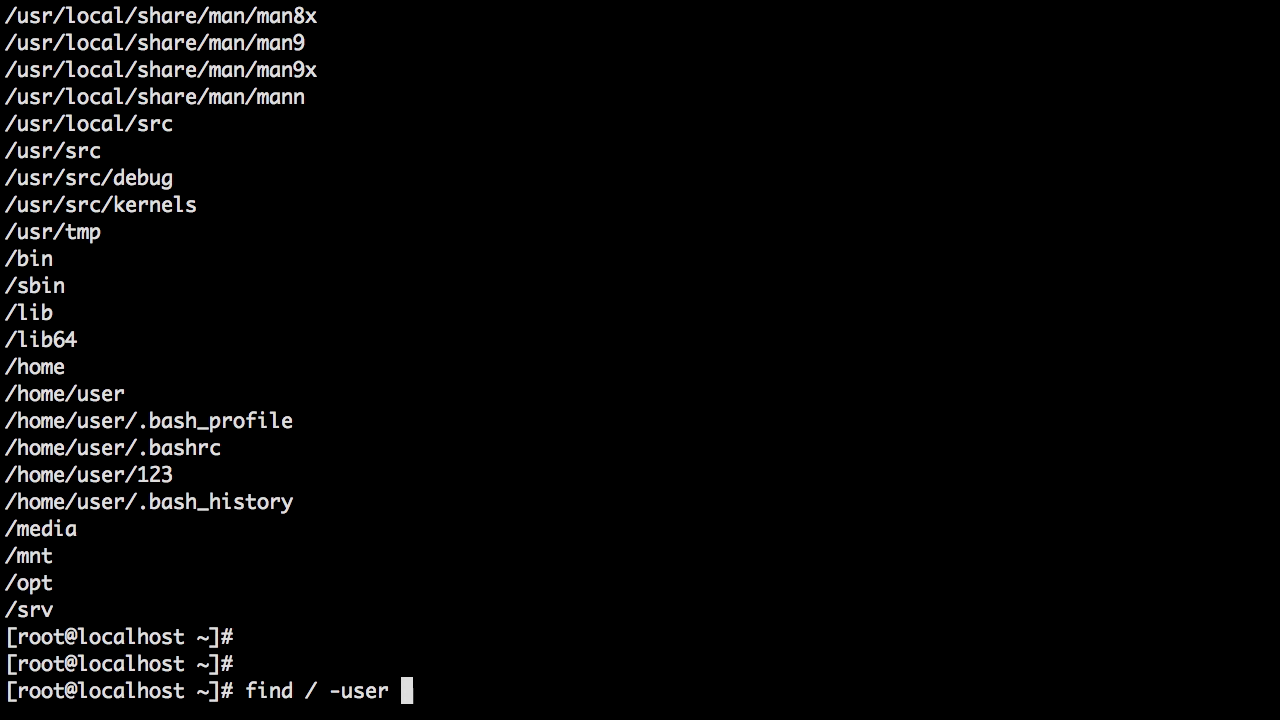 /usr/local/share/man/man8x
/usr/local/share/man/man9
/usr/local/share/man/man9x
/usr/local/share/man/mann
/usr/local/src
/usr/src
/usr/src/debug
/usr/src/kernels
/usr/tmp
/bin
/sbin
/lib
/lib64
/home
/home/user
/home/user/.bash_profile
/home/user/.bashrc
/home/user/123
/home/user/.bash_history
/media
/mnt
/opt
/srv
[root@localhost ~]#
[root@localhost ~]#
[root@localhost ~]# find / -user